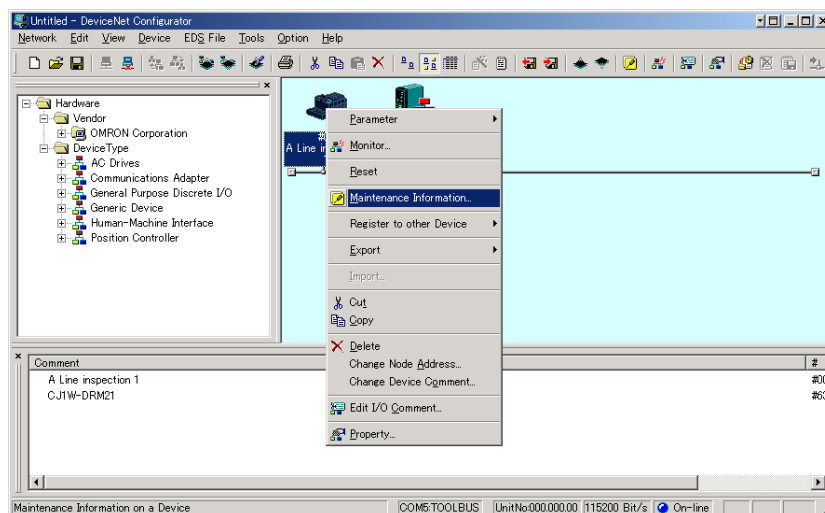 Untitled - DeviceNet Configurator
Network Edit View Device EDS File Tools Option Help
Hardware
Vendor
OMRON Corporation
DeviceType
AC Drives
Communications Adapter
General Purpose Discrete I/O
Generic Device
Human-Machine Interface
Position Controller
#
A Line in
Parameter
Monitor...
Reset
Maintenance Information...
Register to other Device
Export
Import...
Cut
Copy
Delete
Change Node Address...
Change Device Comment...
Edit I/O Comment...
Property...
Comment #
A Line inspection 1 #00
CJ1W-DRM21 #63
Maintenance Information on a Device COM5:TOOLBUS UnitNo:000.000.00 115200 Bit/s On-line